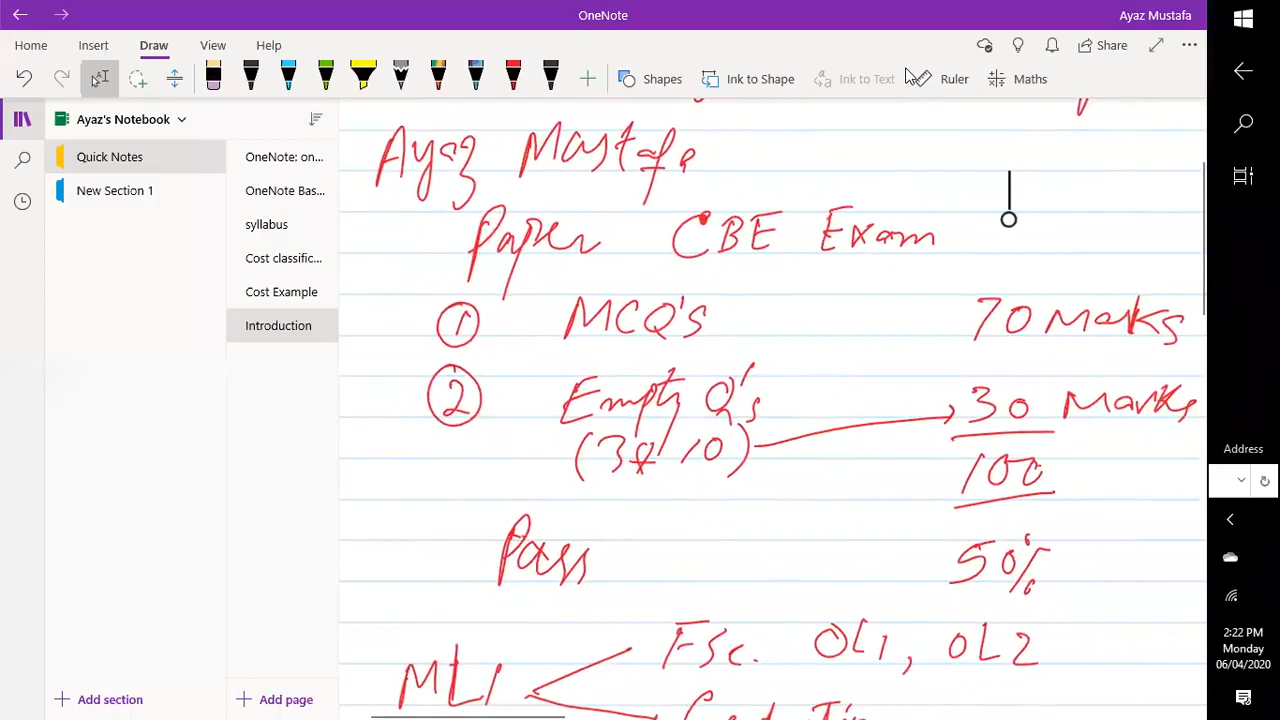 OneNote
Ayaz Mustafa
Home Insert Draw View Help
Share
Shapes Ink to Shape Ink to Text Ruler Maths
Ayaz's Notebook
Quick Notes
New Section 1
OneNote: on...
OneNote Bas...
syllabus
Cost classific...
Cost Example
Introduction
Add section
Add page
Ayaz Mustafa
Paper CBE Exam
1 MCQ's 70 Marks
2 Empty Q's 30 Marks
(3Q' 10) 100
Pass 50%
MLI FSc. OL1, OL2
Address
2:22 PM
Monday
06/04/2020